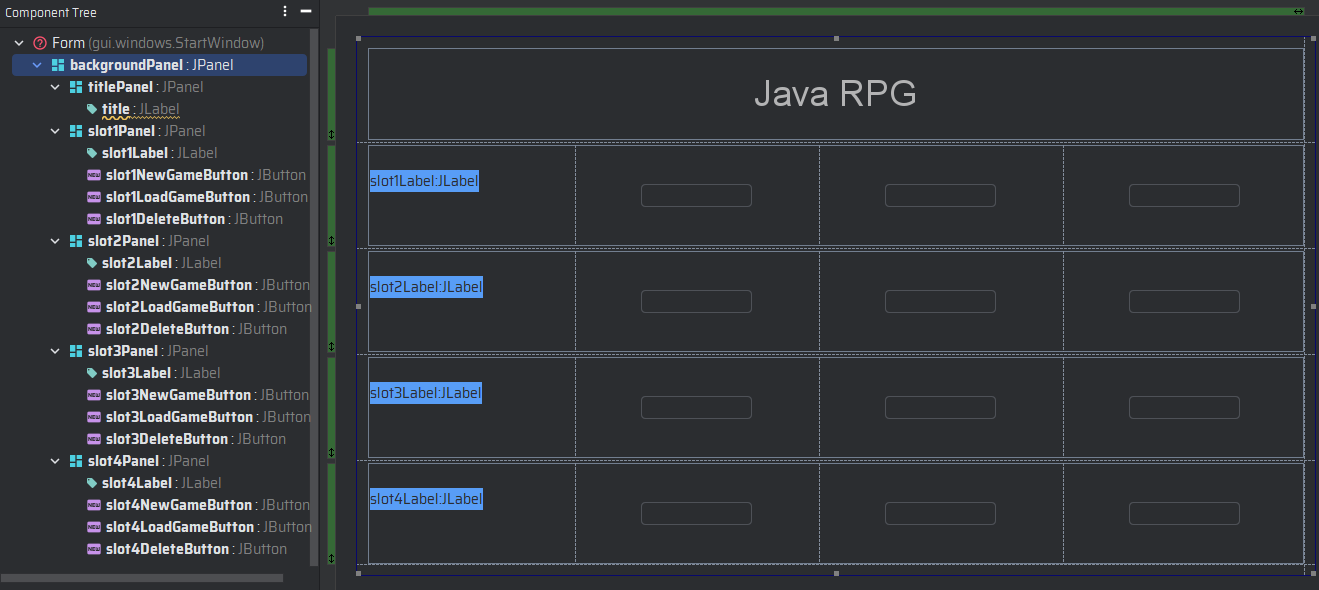 Component Tree
Form (gui.windows.StartWindow)
backgroundPanel : JPanel
titlePanel : JPanel
title : JLabel
slot1Panel : JPanel
slot1Label : JLabel
slot1NewGameButton : JButton
slot1LoadGameButton : JButton
slot1DeleteButton : JButton
slot2Panel : JPanel
slot2Label : JLabel
slot2NewGameButton : JButton
slot2LoadGameButton : JButton
slot2DeleteButton : JButton
slot3Panel : JPanel
slot3Label : JLabel
slot3NewGameButton : JButton
slot3LoadGameButton : JButton
slot3DeleteButton : JButton
slot4Panel : JPanel
slot4Label : JLabel
slot4NewGameButton : JButton
slot4LoadGameButton : JButton
slot4DeleteButton : JButton
Java RPG
slot1Label:JLabel
slot2Label:JLabel
slot3Label:JLabel
slot4Label:JLabel